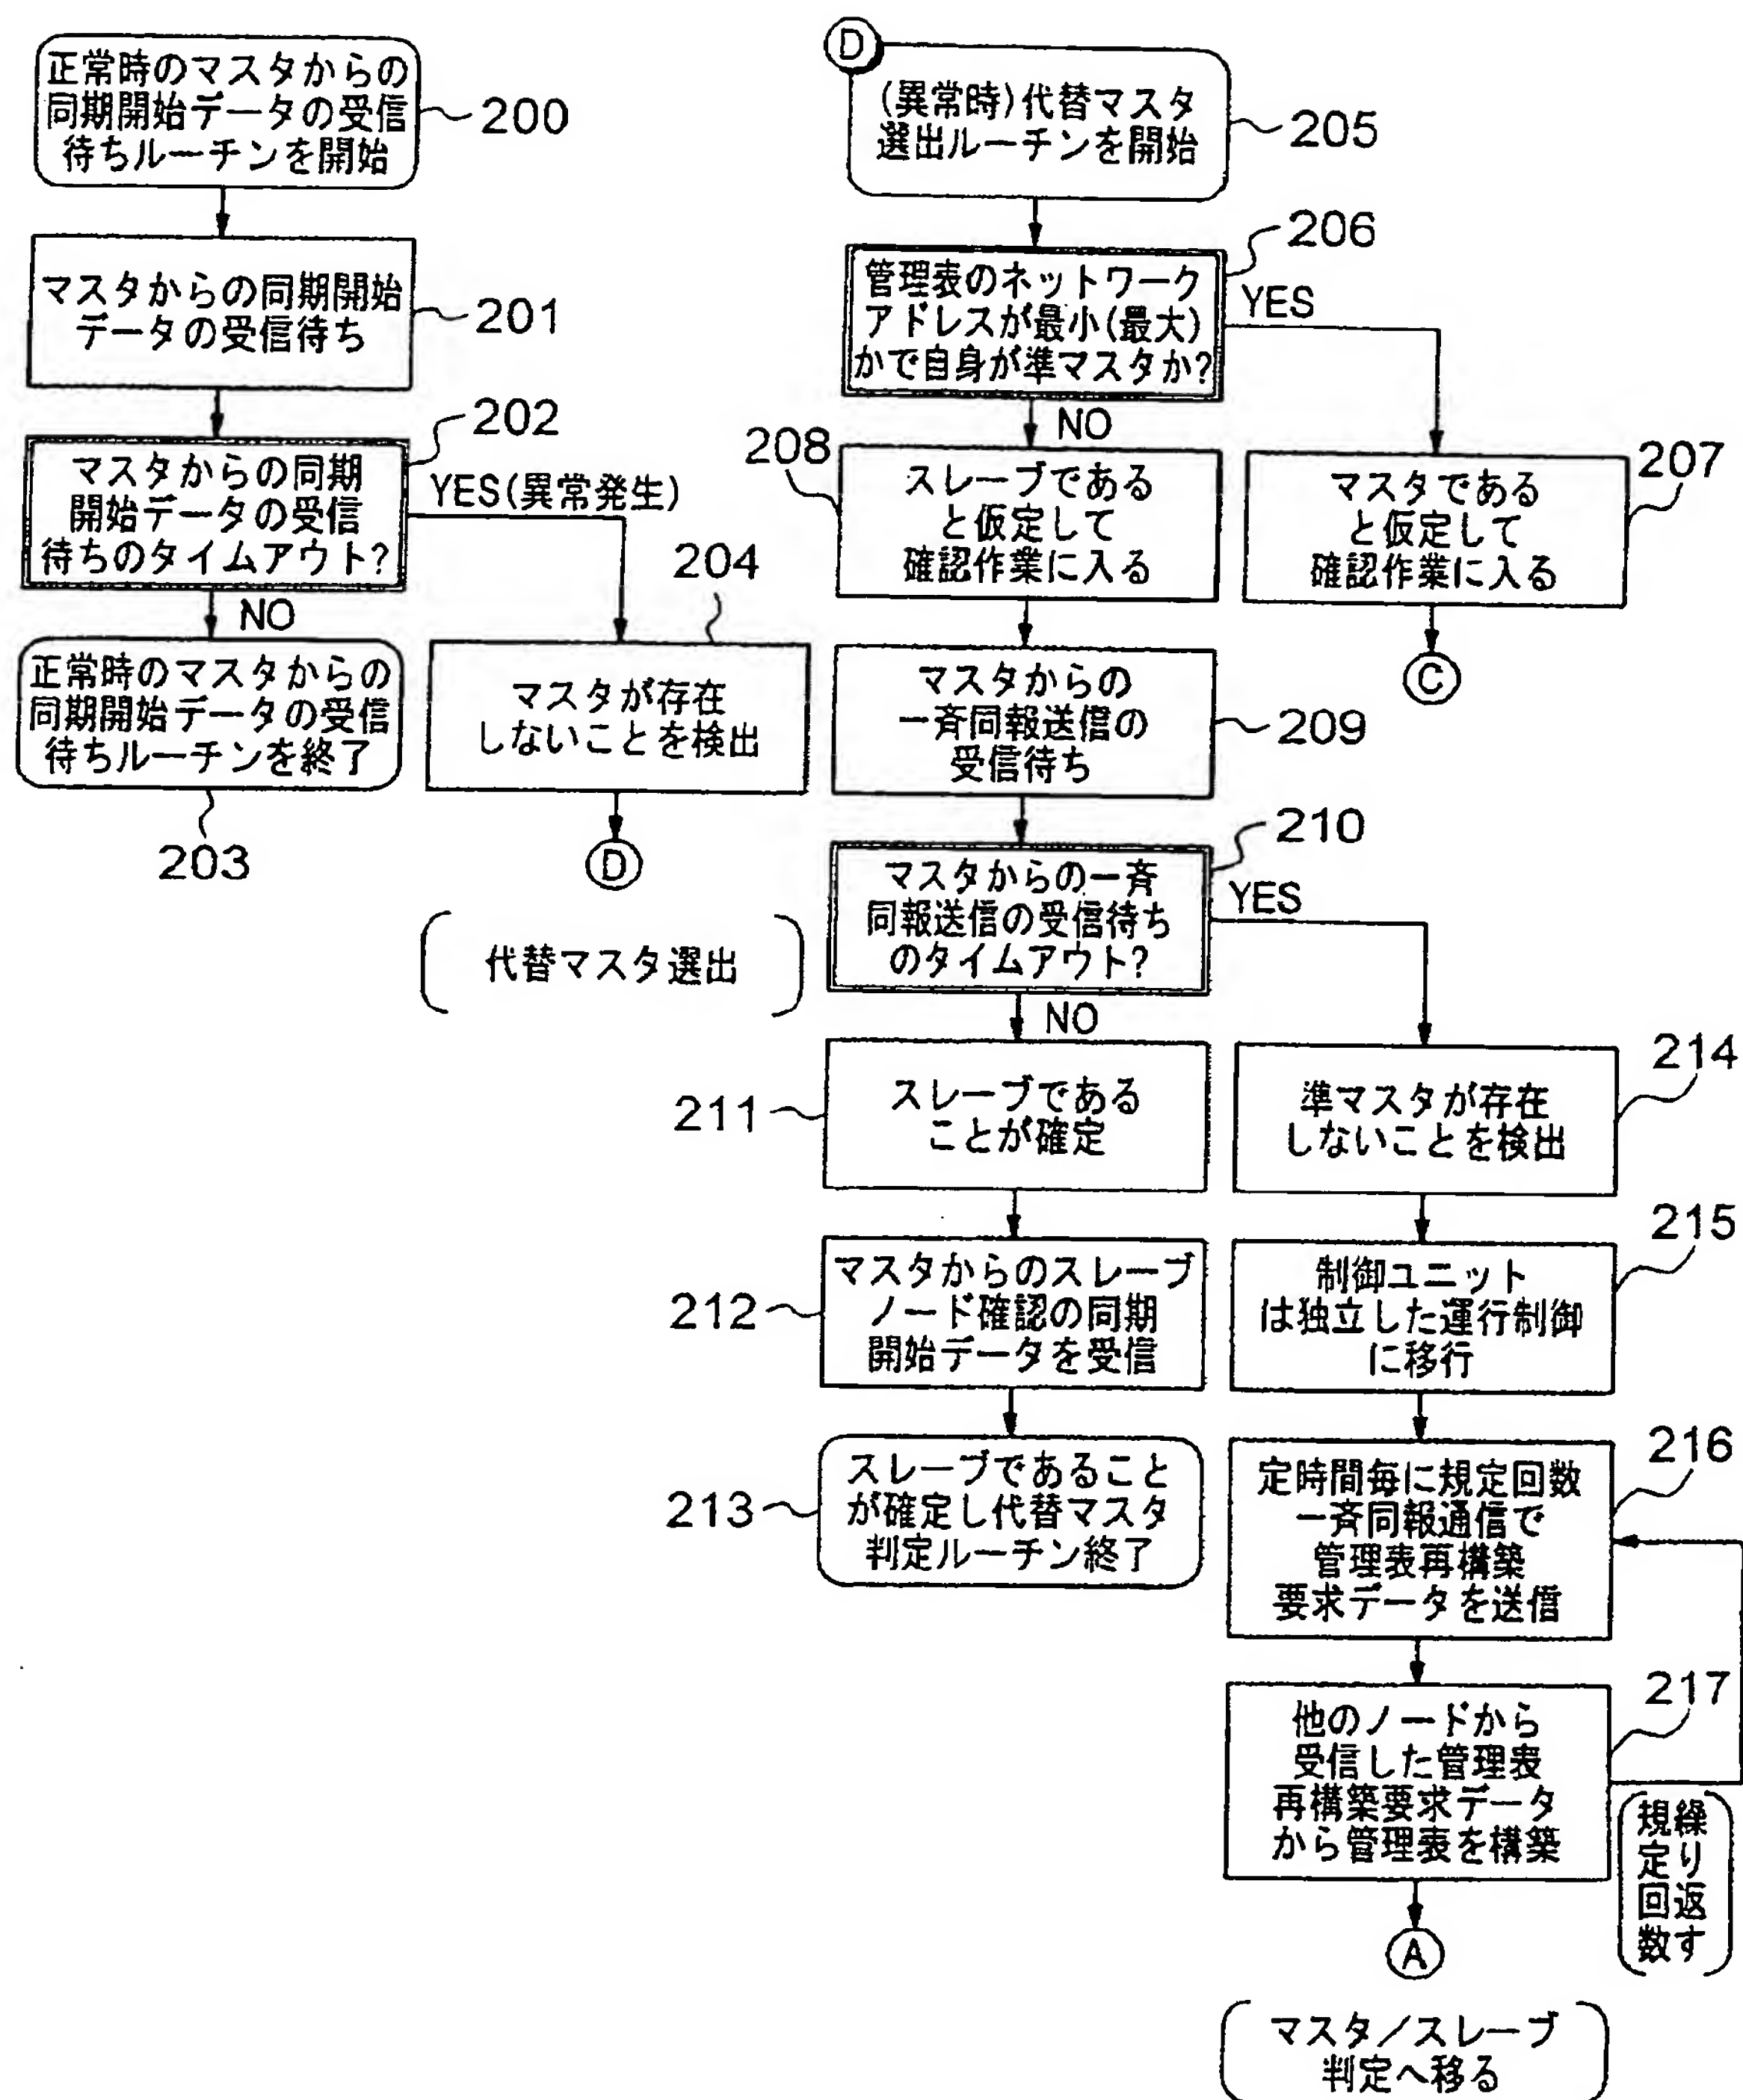 正常時のマスタからの
同期開始データの受信
待ちルーチンを開始
200
マスタからの同期開始
データの受信待ち
201
202
マスタからの同期
開始データの受信
待ちのタイムアウト?
YES(異常発生)
NO
正常時のマスタからの
同期開始データの受信
待ちルーチンを終了
203
204
マスタが存在
しないことを検出
D
代替マスタ選出
D
(異常時)代替マスタ
選出ルーチンを開始
205
206
管理表のネットワーク
アドレスが最小(最大)
かで自身が準マスタか?
YES
NO
207
マスタである
と仮定して
確認作業に入る
C
208
スレーブである
と仮定して
確認作業に入る
マスタからの
一斉同報送信の
受信待ち
209
210
マスタからの一斉
同報送信の受信待ち
のタイムアウト?
YES
NO
211
スレーブである
ことが確定
212
マスタからのスレーブ
ノード確認の同期
開始データを受信
213
スレーブであること
が確定し代替マスタ
判定ルーチン終了
214
準マスタが存在
しないことを検出
215
制御ユニット
は独立した運行制御
に移行
216
定時間毎に規定回数
一斉同報通信で
管理表再構築
要求データを送信
217
他のノードから
受信した管理表
再構築要求データ
から管理表を構築
繰り返す
規定回数
A
マスタ/スレーブ
判定へ移る